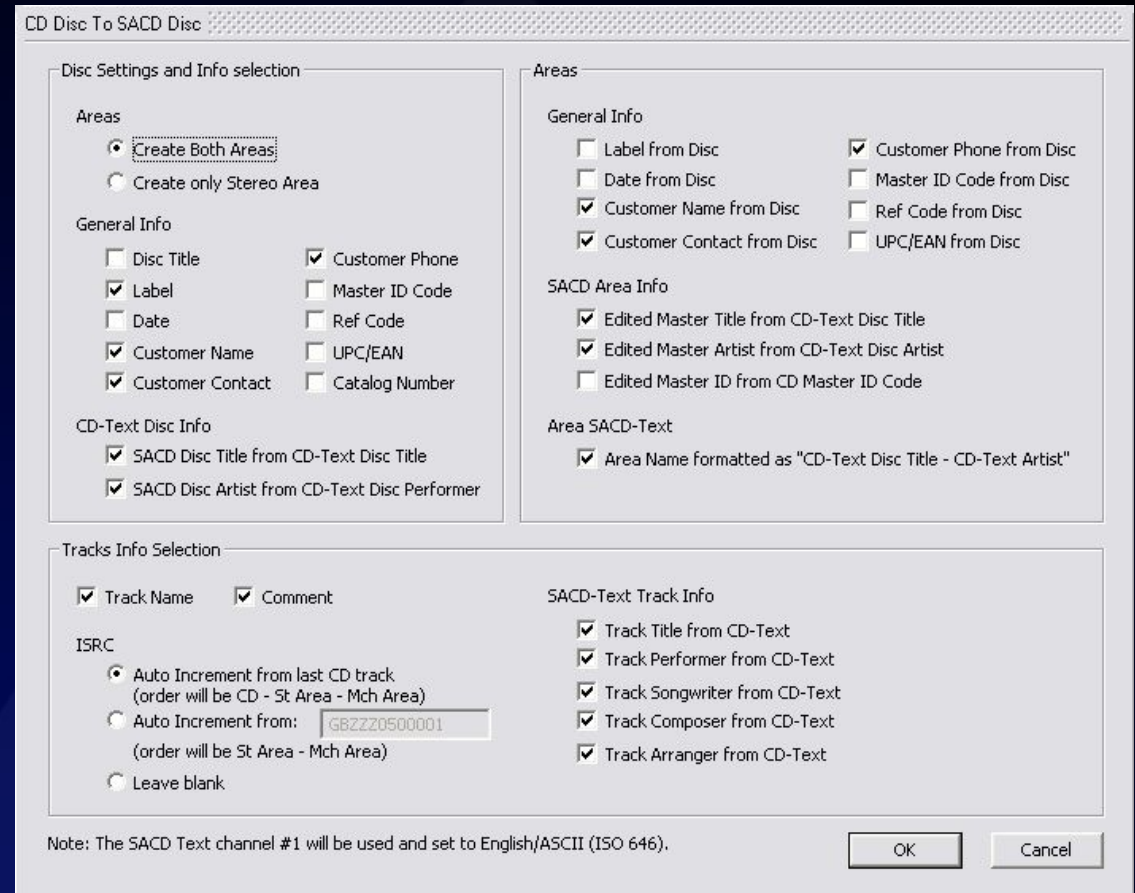 CD Disc To SACD Disc
Disc Settings and Info selection
Areas
Create Both Areas
Create only Stereo Area
General Info
Disc Title
Label
Date
Customer Name
Customer Contact
Customer Phone
Master ID Code
Ref Code
UPC/EAN
Catalog Number
CD-Text Disc Info
SACD Disc Title from CD-Text Disc Title
SACD Disc Artist from CD-Text Disc Performer
Areas
General Info
Label from Disc
Date from Disc
Customer Name from Disc
Customer Contact from Disc
Customer Phone from Disc
Master ID Code from Disc
Ref Code from Disc
UPC/EAN from Disc
SACD Area Info
Edited Master Title from CD-Text Disc Title
Edited Master Artist from CD-Text Disc Artist
Edited Master ID from CD Master ID Code
Area SACD-Text
Area Name formatted as "CD-Text Disc Title - CD-Text Artist"
Tracks Info Selection
Track Name
Comment
ISRC
Auto Increment from last CD track
(order will be CD - St Area - Mch Area)
Auto Increment from:
GBZZZ0500001
(order will be St Area - Mch Area)
Leave blank
SACD-Text Track Info
Track Title from CD-Text
Track Performer from CD-Text
Track Songwriter from CD-Text
Track Composer from CD-Text
Track Arranger from CD-Text
Note: The SACD Text channel #1 will be used and set to English/ASCII (ISO 646).
OK
Cancel